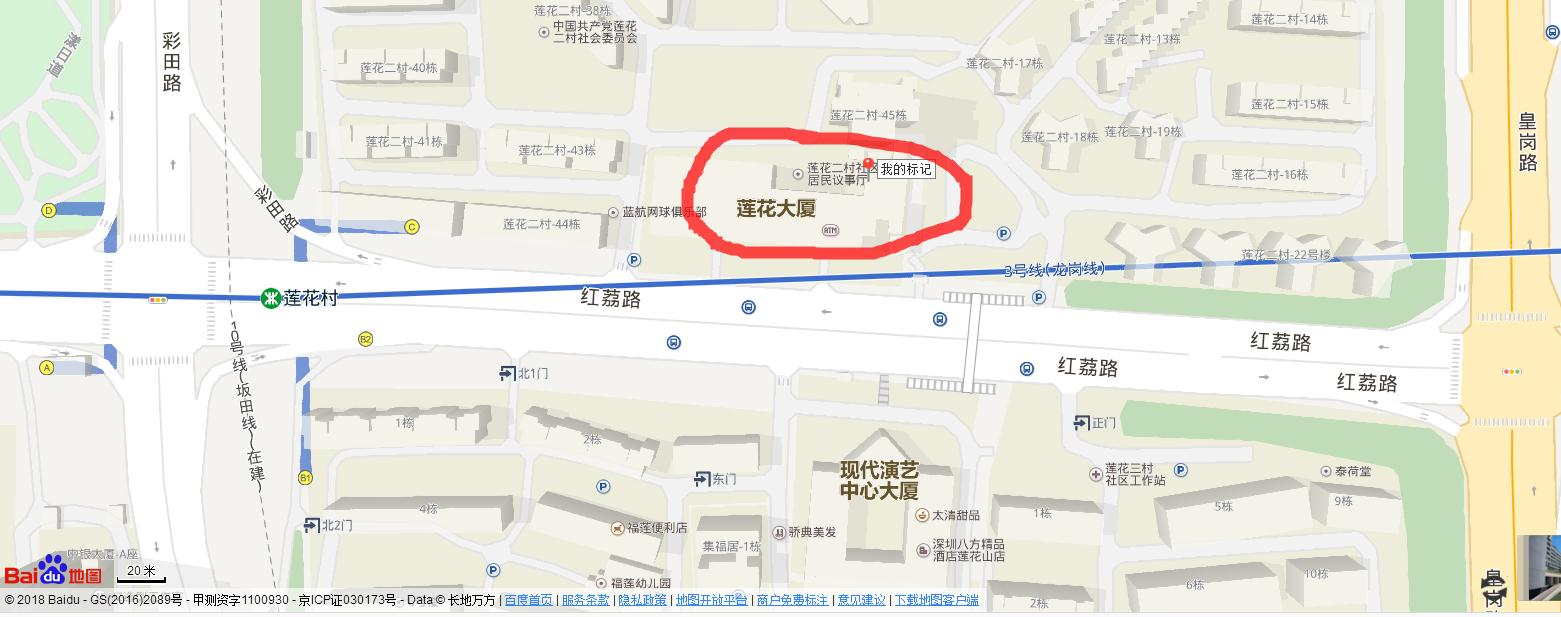 莲花二村-38栋
中国共产党莲花
二村社会委员会
莲花二村-14栋
彩
田
路
莲花二村-13栋
莲花二村-17栋
莲花二村-40栋
莲花二村-15栋
莲花二村-45栋
皇
岗
路
莲花二村-41栋
莲花二村-43栋
莲花二村-18栋
莲花二村-19栋
莲花二村社区
居民议事厅
我的标记
莲花二村-16栋
彩田路
D
C
莲花二村-44栋
蓝航网球俱乐部
莲花大厦
ATM
P
P
莲花二村-22号楼
3号线(龙岗线)
莲花村
红荔路
P
10号线(坂田线)(在建)
B2
红荔路
红荔路
红荔路
A
北1门
1栋
2栋
正门
现代演艺
中心大厦
莲花三村
社区工作站
P
泰荷堂
B1
P
东门
4栋
5栋
9栋
北2门
福莲便利店
骄典美发
太清甜品
1栋
集福居-1栋
深圳八方精品
酒店莲花山店
南银大厦-A座
P
福莲幼儿园
6栋
10栋
2栋
皇
岗
Baidu地图
20 米
© 2018 Baidu - GS(2016)2089号 - 甲测资字1100930 - 京ICP证030173号 - Data © 长地万方 | 百度首页 | 服务条款 | 隐私政策 | 地图开放平台 | 商户免费标注 | 意见建议 | 下载地图客户端